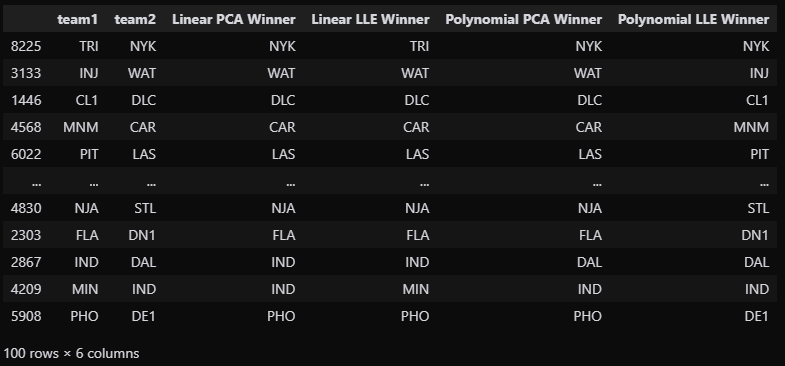 team1 team2 Linear PCA Winner Linear LLE Winner Polynomial PCA Winner Polynomial LLE Winner
8225 TRI NYK NYK TRI NYK NYK
3133 INJ WAT WAT WAT WAT INJ
1446 CL1 DLC DLC DLC DLC CL1
4568 MNM CAR CAR CAR CAR MNM
6022 PIT LAS LAS LAS LAS PIT
... ... ... ... ... ... ...
4830 NJA STL NJA NJA NJA STL
2303 FLA DN1 FLA FLA FLA DN1
2867 IND DAL IND IND DAL DAL
4209 MIN IND IND MIN IND IND
5908 PHO DE1 PHO PHO PHO DE1
100 rows × 6 columns